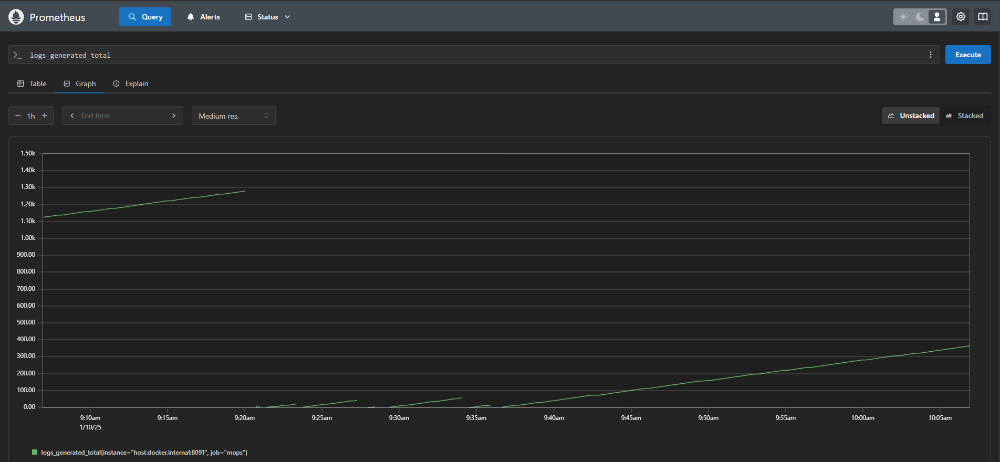 Prometheus
Query
Alerts
Status
logs_generated_total
Execute
Table
Graph
Explain
1h
End time
Medium res.
Unstacked
Stacked
1.50k
1.40k
1.30k
1.20k
1.10k
1.00k
900.00
800.00
700.00
600.00
500.00
400.00
300.00
200.00
100.00
0.00
9:10am
1/10/25
9:15am
9:20am
9:25am
9:30am
9:35am
9:40am
9:45am
9:50am
9:55am
10:00am
10:05am
logs_generated_total{instance="host.docker.internal:8091", job="mops"}